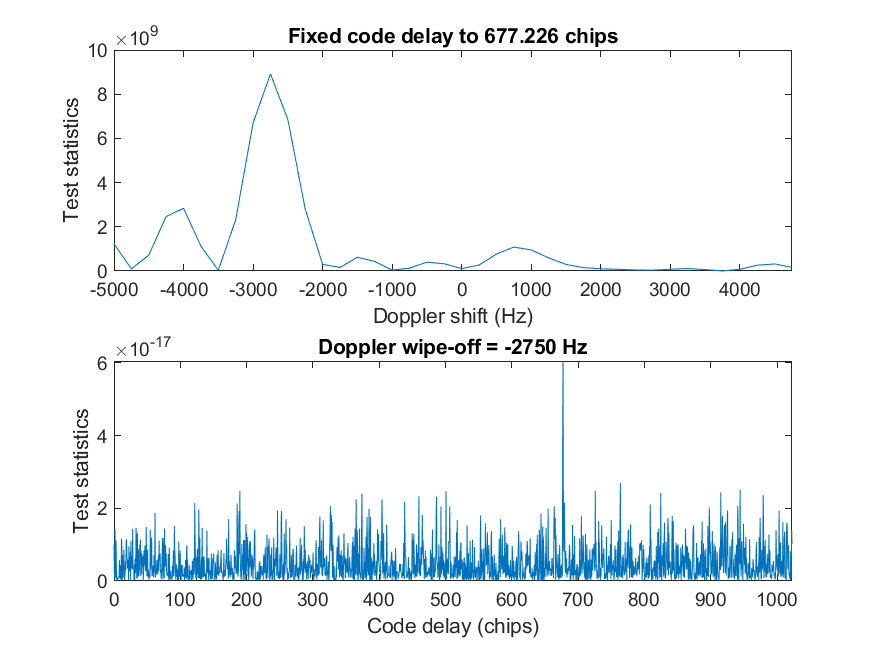 Fixed code delay to 677.226 chips
×10^9
10
8
6
4
2
0
Test statistics
-5000 -4000 -3000 -2000 -1000 0 1000 2000 3000 4000
Doppler shift (Hz)
Doppler wipe-off = -2750 Hz
×10^-17
6
4
2
0
Test statistics
0 100 200 300 400 500 600 700 800 900 1000
Code delay (chips)